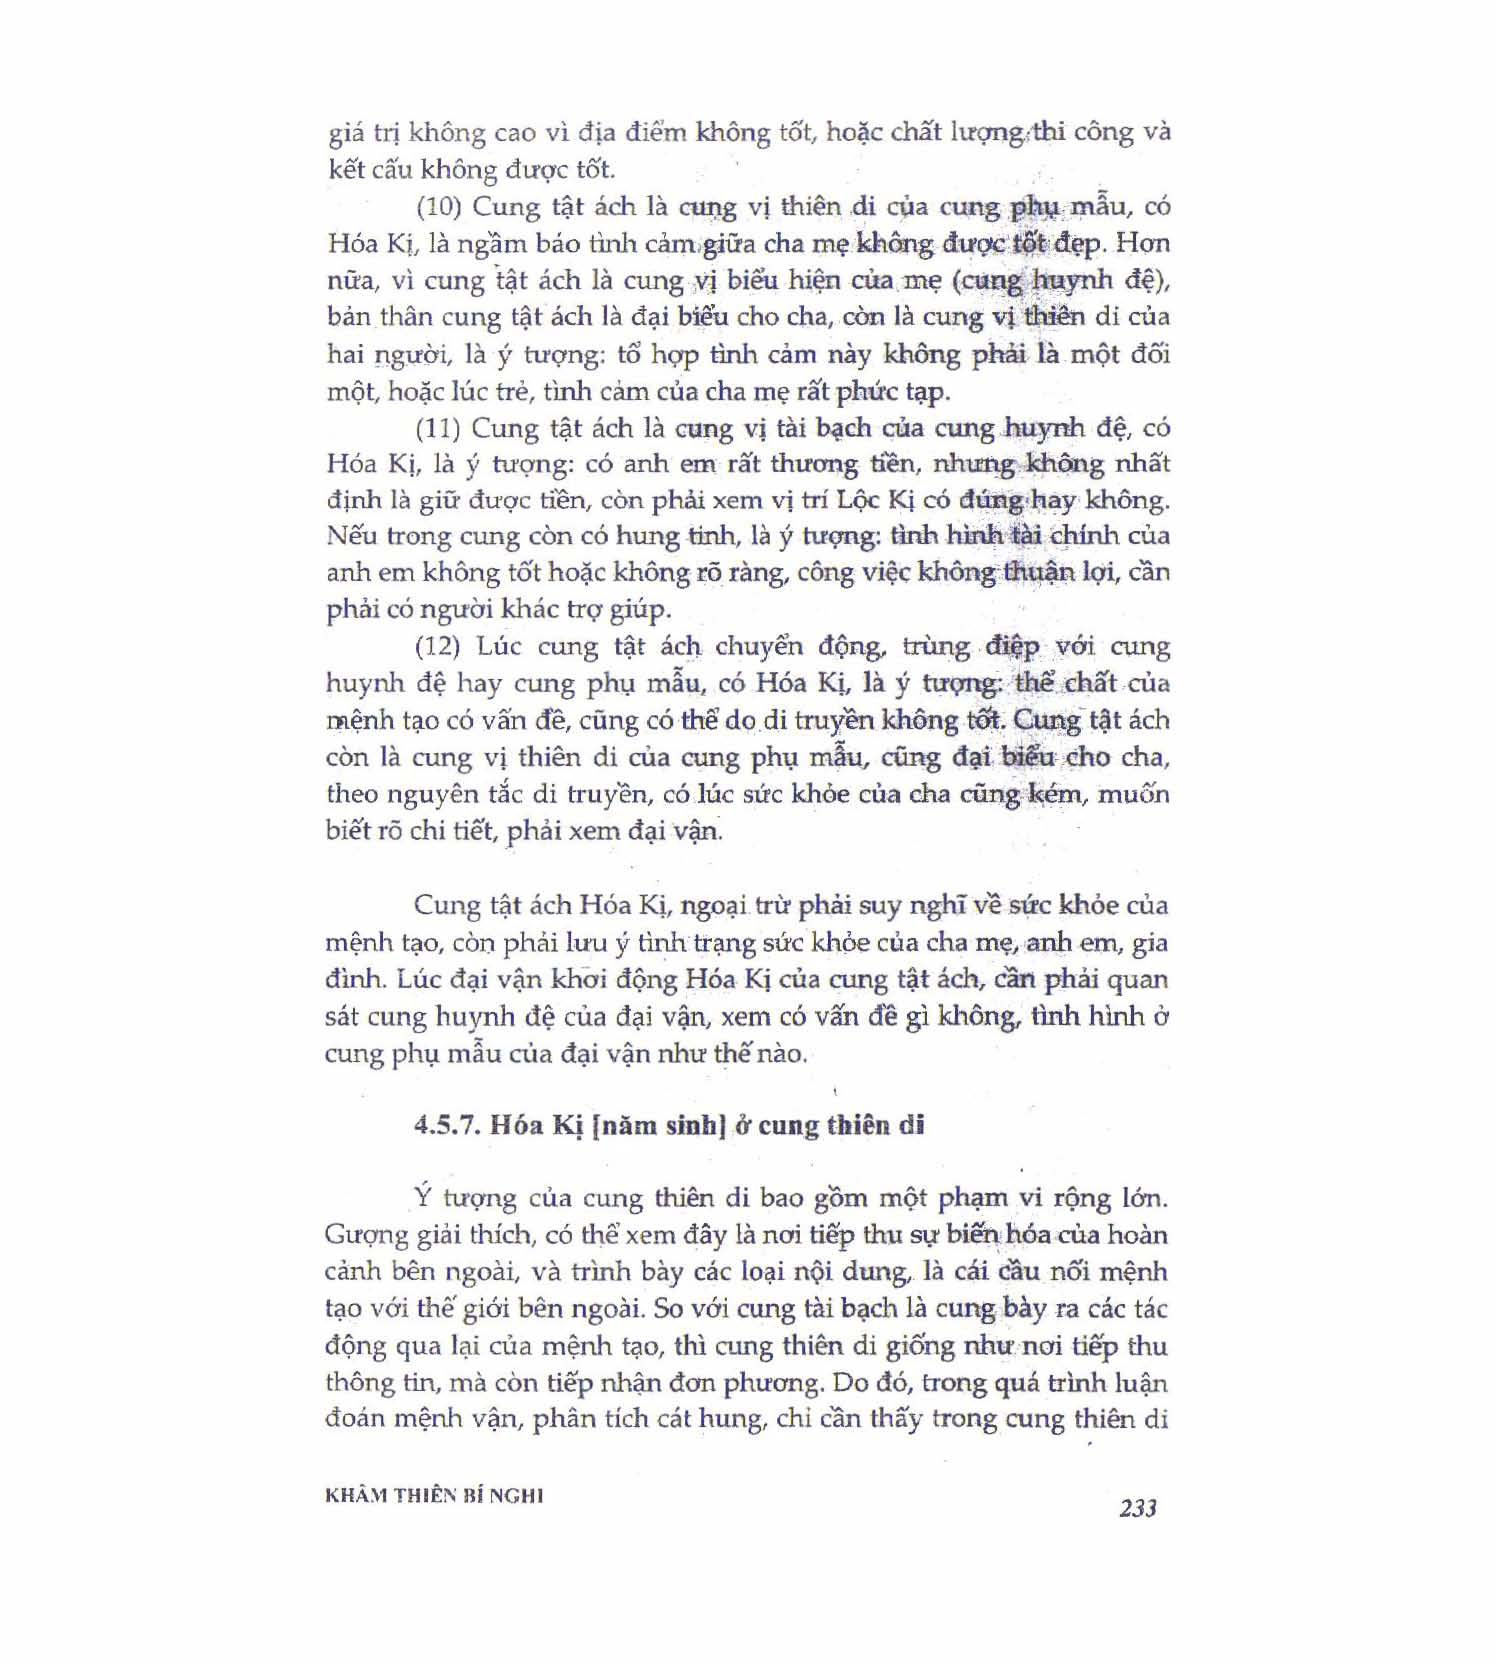 giá trị không cao vì địa điểm không tốt, hoặc chất lượng thi công và
kết cấu không được tốt.
(10) Cung tật ách là cung vị thiên di của cung phụ mẫu, có
Hóa Kị, là ngầm báo tình cảm giữa cha mẹ không được tốt đẹp. Hơn
nữa, vì cung tật ách là cung vị biểu hiện của mẹ (cung huynh đệ),
bản thân cung tật ách là đại biểu cho cha, còn là cung vị thiên di của
hai người, là ý tượng: tổ hợp tình cảm này không phải là một đối
một, hoặc lúc trẻ, tình cảm của cha mẹ rất phức tạp.
(11) Cung tật ách là cung vị tài bạch của cung huynh đệ, có
Hóa Kị, là ý tượng: có anh em rất thương tiền, nhưng không nhất
định là giữ được tiền, còn phải xem vị trí Lộc Kị có đúng hay không.
Nếu trong cung còn có hung tinh, là ý tượng: tình hình tài chính của
anh em không tốt hoặc không rõ ràng, công việc không thuận lợi, cần
phải có người khác trợ giúp.
(12) Lúc cung tật ách chuyển động, trùng điệp với cung
huynh đệ hay cung phụ mẫu, có Hóa Kị, là ý tượng: thể chất của
mệnh tạo có vấn đề, cũng có thể do di truyền không tốt. Cung tật ách
còn là cung vị thiên di của cung phụ mẫu, cũng đại biểu cho cha,
theo nguyên tắc di truyền, có lúc sức khỏe của cha cũng kém, muốn
biết rõ chi tiết, phải xem đại vận.
Cung tật ách Hóa Kị, ngoại trừ phải suy nghĩ về sức khỏe của
mệnh tạo, còn phải lưu ý tình trạng sức khỏe của cha mẹ, anh em, gia
đình. Lúc đại vận khởi động Hóa Kị của cung tật ách, cần phải quan
sát cung huynh đệ của đại vận, xem có vấn đề gì không, tình hình ở
cung phụ mẫu của đại vận như thế nào.
4.5.7. Hóa Kị [năm sinh] ở cung thiên di
Ý tượng của cung thiên di bao gồm một phạm vi rộng lớn.
Gượng giải thích, có thể xem đây là nơi tiếp thu sự biến hóa của hoàn
cảnh bên ngoài, và trình bày các loại nội dung, là cái cầu nối mệnh
tạo với thế giới bên ngoài. So với cung tài bạch là cung bày ra các tác
động qua lại của mệnh tạo, thì cung thiên di giống như nơi tiếp thu
thông tin, mà còn tiếp nhận đơn phương. Do đó, trong quá trình luận
đoán mệnh vận, phân tích cát hung, chỉ cần thấy trong cung thiên di
KHÂM THIÊN BÍ NGHI
233